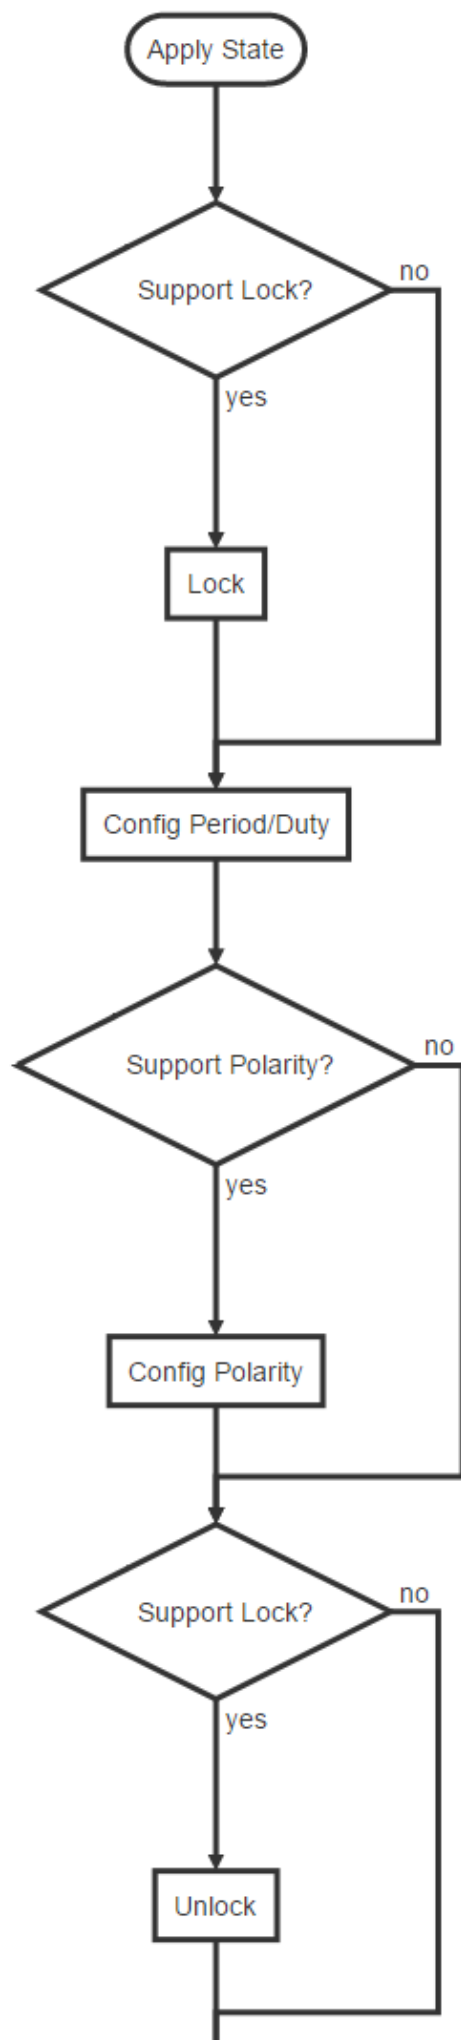 Apply State
Support Lock?
no
yes
Lock
Config Period/Duty
Support Polarity?
no
yes
Config Polarity
Support Lock?
no
yes
Unlock